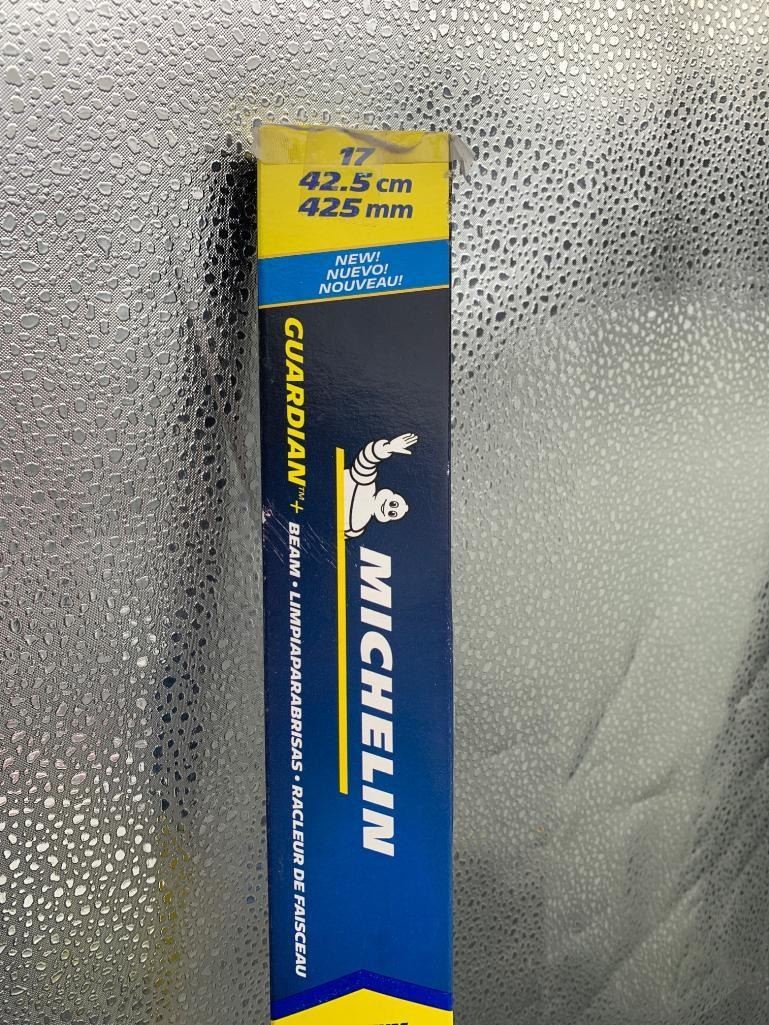 17
42.5 cm
425 mm
NEW!
NUEVO!
NOUVEAU!
MICHELIN
GUARDIAN™+ BEAM • LIMPIAPARABRISAS • RACLEUR DE FAISCEAU